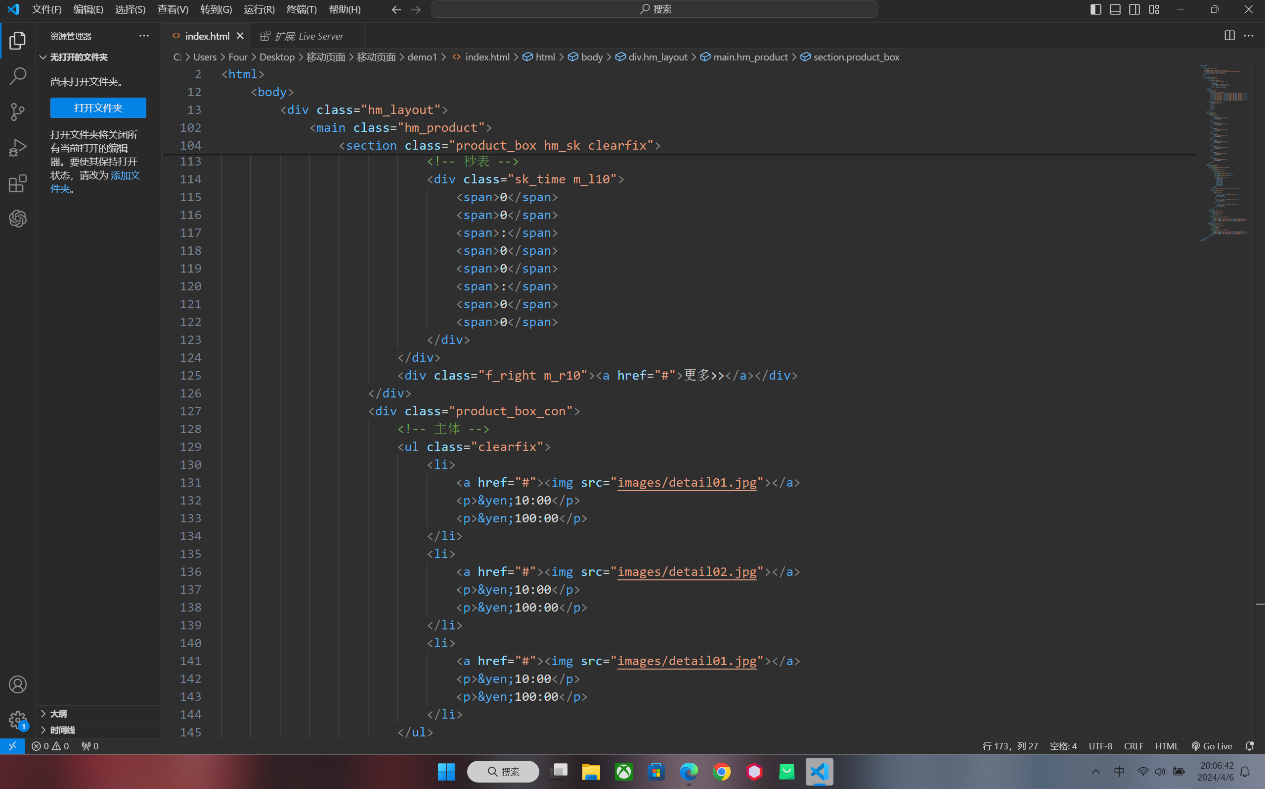 文件(F) 编辑(E) 选择(S) 查看(V) 转到(G) 运行(R) 终端(T) 帮助(H) 搜索
资源管理器 ···
index.html 扩展: Live Server
无打开的文件夹
尚未打开文件夹。
打开文件夹
打开文件夹将关闭所
有当前打开的编辑
器。要使其保持打开
状态，请改为 添加文
件夹。
C: > Users > Four > Desktop > 移动页面 > 移动页面 > demo1 > index.html > html > body > div.hm_layout > main.hm_product > section.product_box
2 <html>
12 <body>
13 <div class="hm_layout">
102 <main class="hm_product">
104 <section class="product_box hm_sk clearfix">
113 <!-- 秒表 -->
114 <div class="sk_time m_l10">
115 <span>0</span>
116 <span>0</span>
117 <span>:</span>
118 <span>0</span>
119 <span>0</span>
120 <span>:</span>
121 <span>0</span>
122 <span>0</span>
123 </div>
124 </div>
125 <div class="f_right m_r10"><a href="#">更多>></a></div>
126 </div>
127 <div class="product_box_con">
128 <!-- 主体 -->
129 <ul class="clearfix">
130 <li>
131 <a href="#"><img src="images/detail01.jpg"></a>
132 <p>&yen;10:00</p>
133 <p>&yen;100:00</p>
134 </li>
135 <li>
136 <a href="#"><img src="images/detail02.jpg"></a>
137 <p>&yen;10:00</p>
138 <p>&yen;100:00</p>
139 </li>
140 <li>
141 <a href="#"><img src="images/detail01.jpg"></a>
142 <p>&yen;10:00</p>
143 <p>&yen;100:00</p>
144 </li>
145 </ul>
大纲
时间线
1
0 0 0
行 173，列 27 空格: 4 UTF-8 CRLF HTML Go Live
搜索
中
20:06:42
2024/4/6